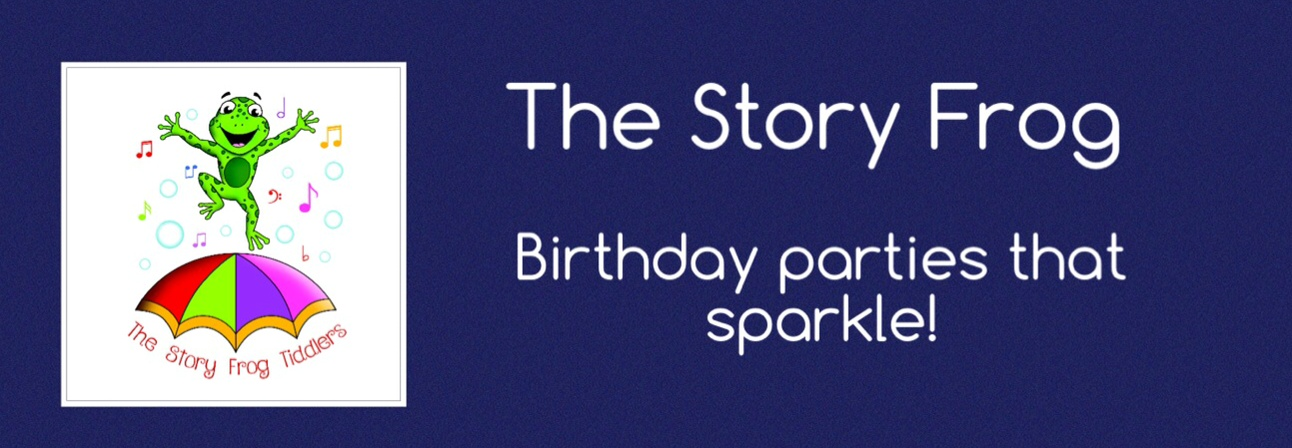 The Story Frog
Birthday parties that
sparkle!
The Story Frog Tiddlers